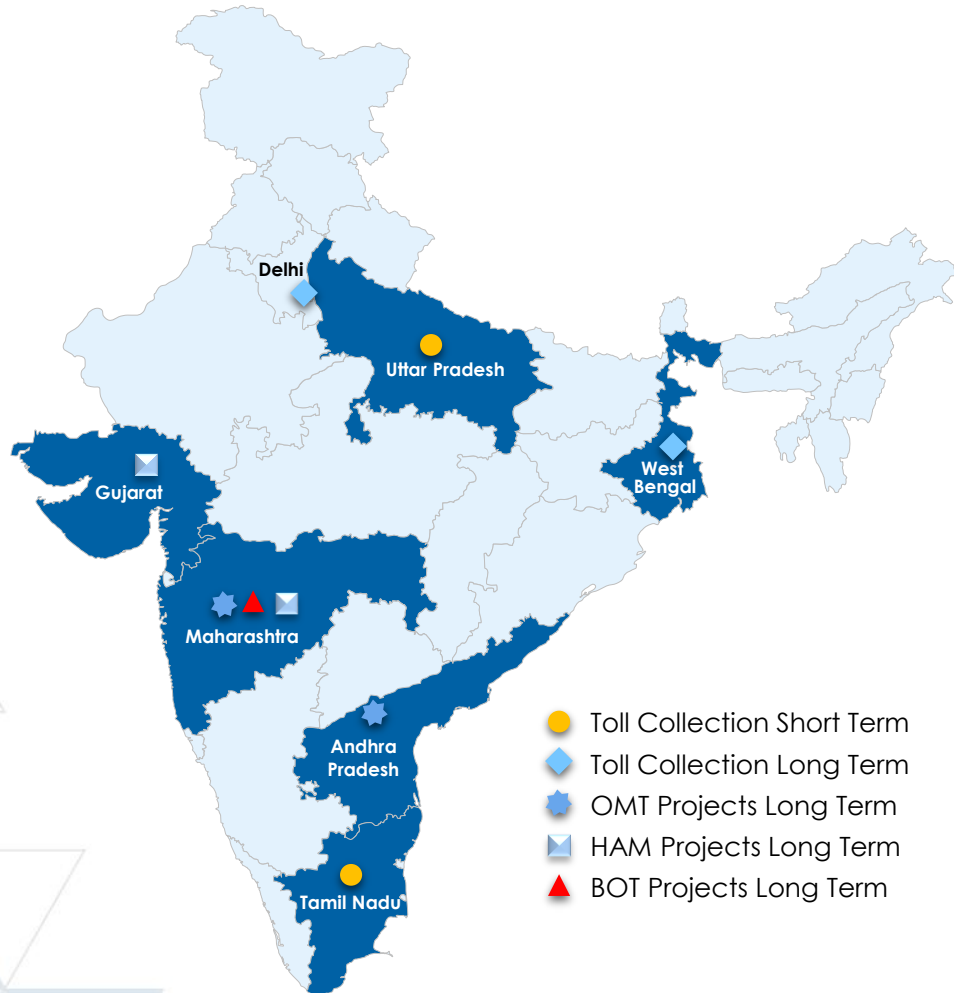 Delhi
Uttar Pradesh
West
Bengal
Gujarat
Maharashtra
Andhra
Pradesh
Tamil Nadu
Toll Collection Short Term
Toll Collection Long Term
OMT Projects Long Term
HAM Projects Long Term
BOT Projects Long Term